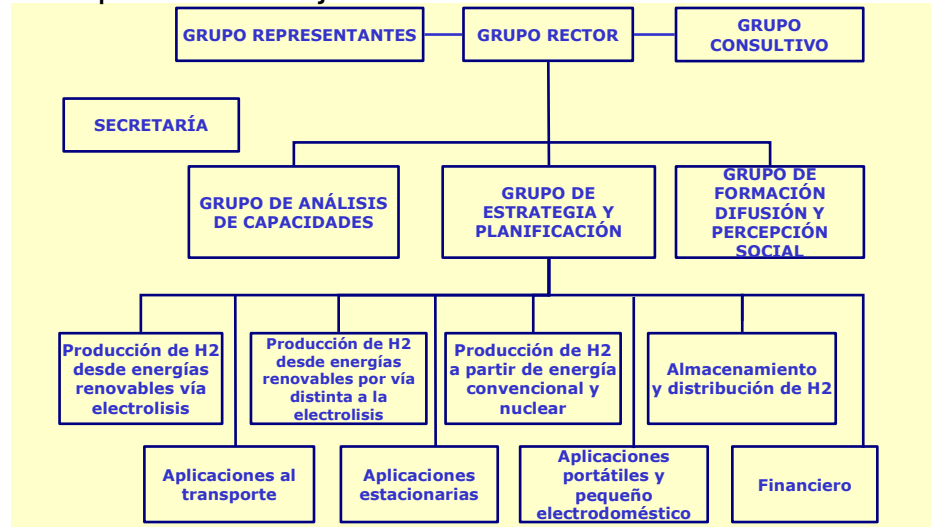 GRUPO REPRESENTANTES
GRUPO RECTOR
GRUPO
CONSULTIVO
SECRETARÍA
GRUPO DE ANÁLISIS
DE CAPACIDADES
GRUPO DE
ESTRATEGIA Y
PLANIFICACIÓN
GRUPO DE
FORMACIÓN
DIFUSIÓN Y
PERCEPCIÓN
SOCIAL
Producción de H2
desde energías
renovables vía
electrolisis
Producción de H2
desde energías
renovables por vía
distinta a la
electrolisis
Producción de H2
a partir de energía
convencional y
nuclear
Almacenamiento
y distribución de H2
Aplicaciones al
transporte
Aplicaciones
estacionarias
Aplicaciones
portátiles y
pequeño
electrodoméstico
Financiero